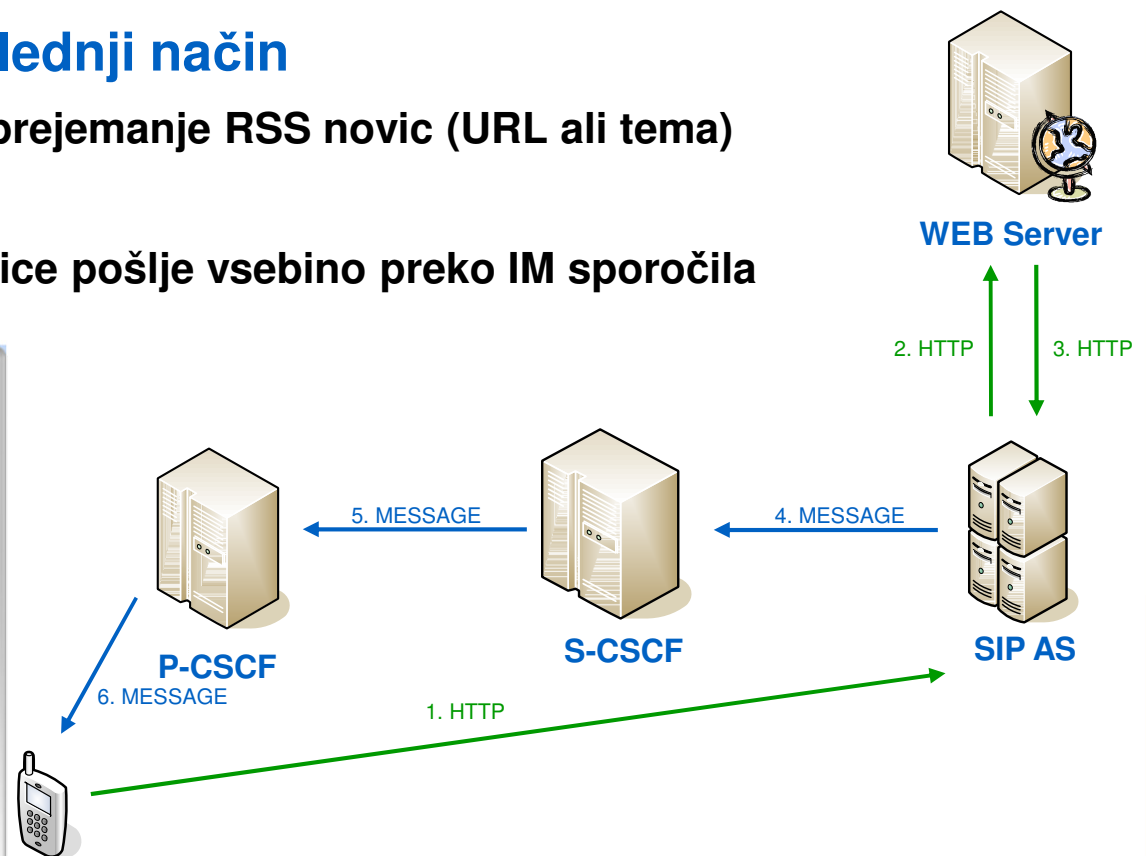 lednji način
prejemanje RSS novic (URL ali tema)
ice pošlje vsebino preko IM sporočila
WEB Server
2. HTTP
3. HTTP
5. MESSAGE
4. MESSAGE
P-CSCF
S-CSCF
SIP AS
6. MESSAGE
1. HTTP